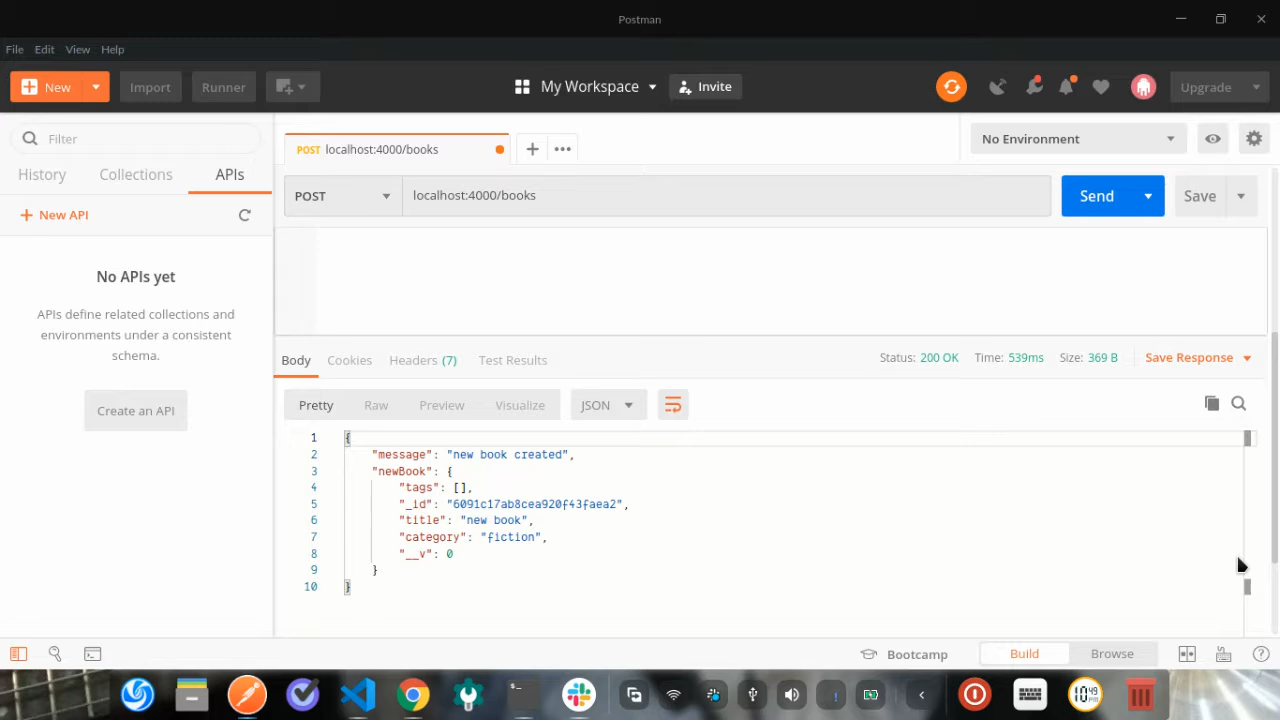 Postman
File Edit View Help
New Import Runner My Workspace Invite Upgrade
Filter
History Collections APIs
New API
No APIs yet
APIs define related collections and
environments under a consistent
schema.
Create an API
POST localhost:4000/books
No Environment
POST localhost:4000/books Send Save
Body Cookies Headers (7) Test Results Status: 200 OK Time: 539ms Size: 369 B Save Response
Pretty Raw Preview Visualize JSON
1 {
2 "message": "new book created",
3 "newBook": {
4 "tags": [],
5 "_id": "6091c17ab8cea920f43faea2",
6 "title": "new book",
7 "category": "fiction",
8 "__v": 0
9 }
10 }
Bootcamp Build Browse
10:49